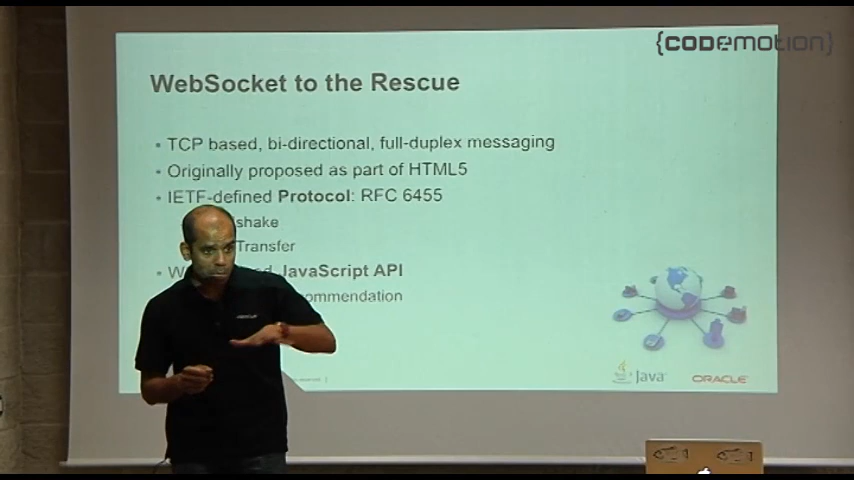 {CODEmotion}
WebSocket to the Rescue
TCP based, bi-directional, full-duplex messaging
Originally proposed as part of HTML5
IETF-defined Protocol: RFC 6455
shake
Transfer
JavaScript API
ommendation
Java
ORACLE